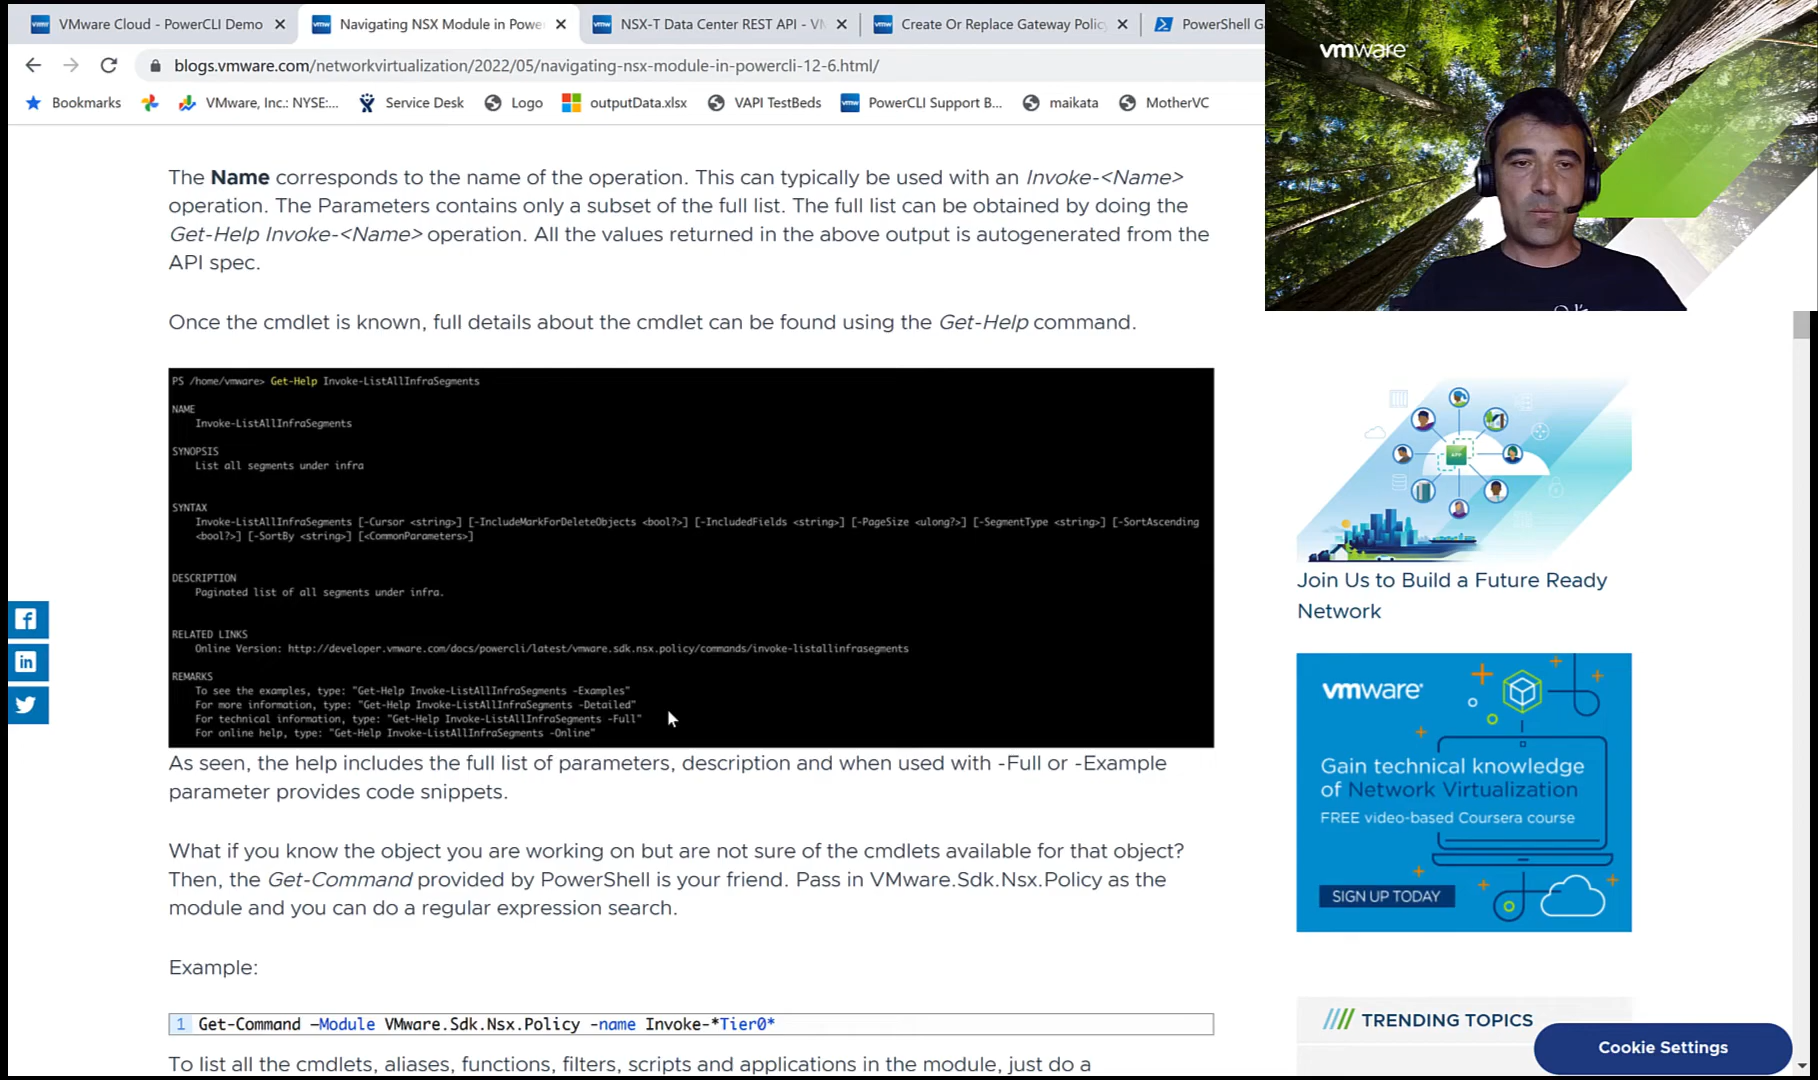 VMware Cloud - PowerCLI Demo
Navigating NSX Module in Power
NSX-T Data Center REST API - VM
Create Or Replace Gateway Policy
PowerShell G
blogs.vmware.com/networkvirtualization/2022/05/navigating-nsx-module-in-powercli-12-6.html/
Bookmarks
VMware, Inc.: NYSE:...
Service Desk
Logo
outputData.xlsx
VAPI TestBeds
PowerCLI Support B...
maikata
MotherVC
vmware
The Name corresponds to the name of the operation. This can typically be used with an Invoke-<Name>
operation. The Parameters contains only a subset of the full list. The full list can be obtained by doing the
Get-Help Invoke-<Name> operation. All the values returned in the above output is autogenerated from the
API spec.
Once the cmdlet is known, full details about the cmdlet can be found using the Get-Help command.
PS /home/vmware> Get-Help Invoke-ListAllInfraSegments
NAME
Invoke-ListAllInfraSegments
SYNOPSIS
List all segments under infra
SYNTAX
Invoke-ListAllInfraSegments [-Cursor <string>] [-IncludeMarkForDeleteObjects <bool?>] [-IncludedFields <string>] [-PageSize <ulong?>] [-SegmentType <string>] [-SortAscending
<bool?>] [-SortBy <string>] [<CommonParameters>]
DESCRIPTION
Paginated list of all segments under infra.
RELATED LINKS
Online Version: http://developer.vmware.com/docs/powercli/latest/vmware.sdk.nsx.policy/commands/invoke-listallinfrasegments
REMARKS
To see the examples, type: "Get-Help Invoke-ListAllInfraSegments -Examples"
For more information, type: "Get-Help Invoke-ListAllInfraSegments -Detailed"
For technical information, type: "Get-Help Invoke-ListAllInfraSegments -Full"
For online help, type: "Get-Help Invoke-ListAllInfraSegments -Online"
As seen, the help includes the full list of parameters, description and when used with -Full or -Example
parameter provides code snippets.
What if you know the object you are working on but are not sure of the cmdlets available for that object?
Then, the Get-Command provided by PowerShell is your friend. Pass in VMware.Sdk.Nsx.Policy as the
module and you can do a regular expression search.
Example:
1 Get-Command –Module VMware.Sdk.Nsx.Policy -name Invoke-*Tier0*
To list all the cmdlets, aliases, functions, filters, scripts and applications in the module, just do a
APP
Join Us to Build a Future Ready
Network
vmware®
Gain technical knowledge
of Network Virtualization
FREE video-based Coursera course
SIGN UP TODAY
TRENDING TOPICS
Cookie Settings